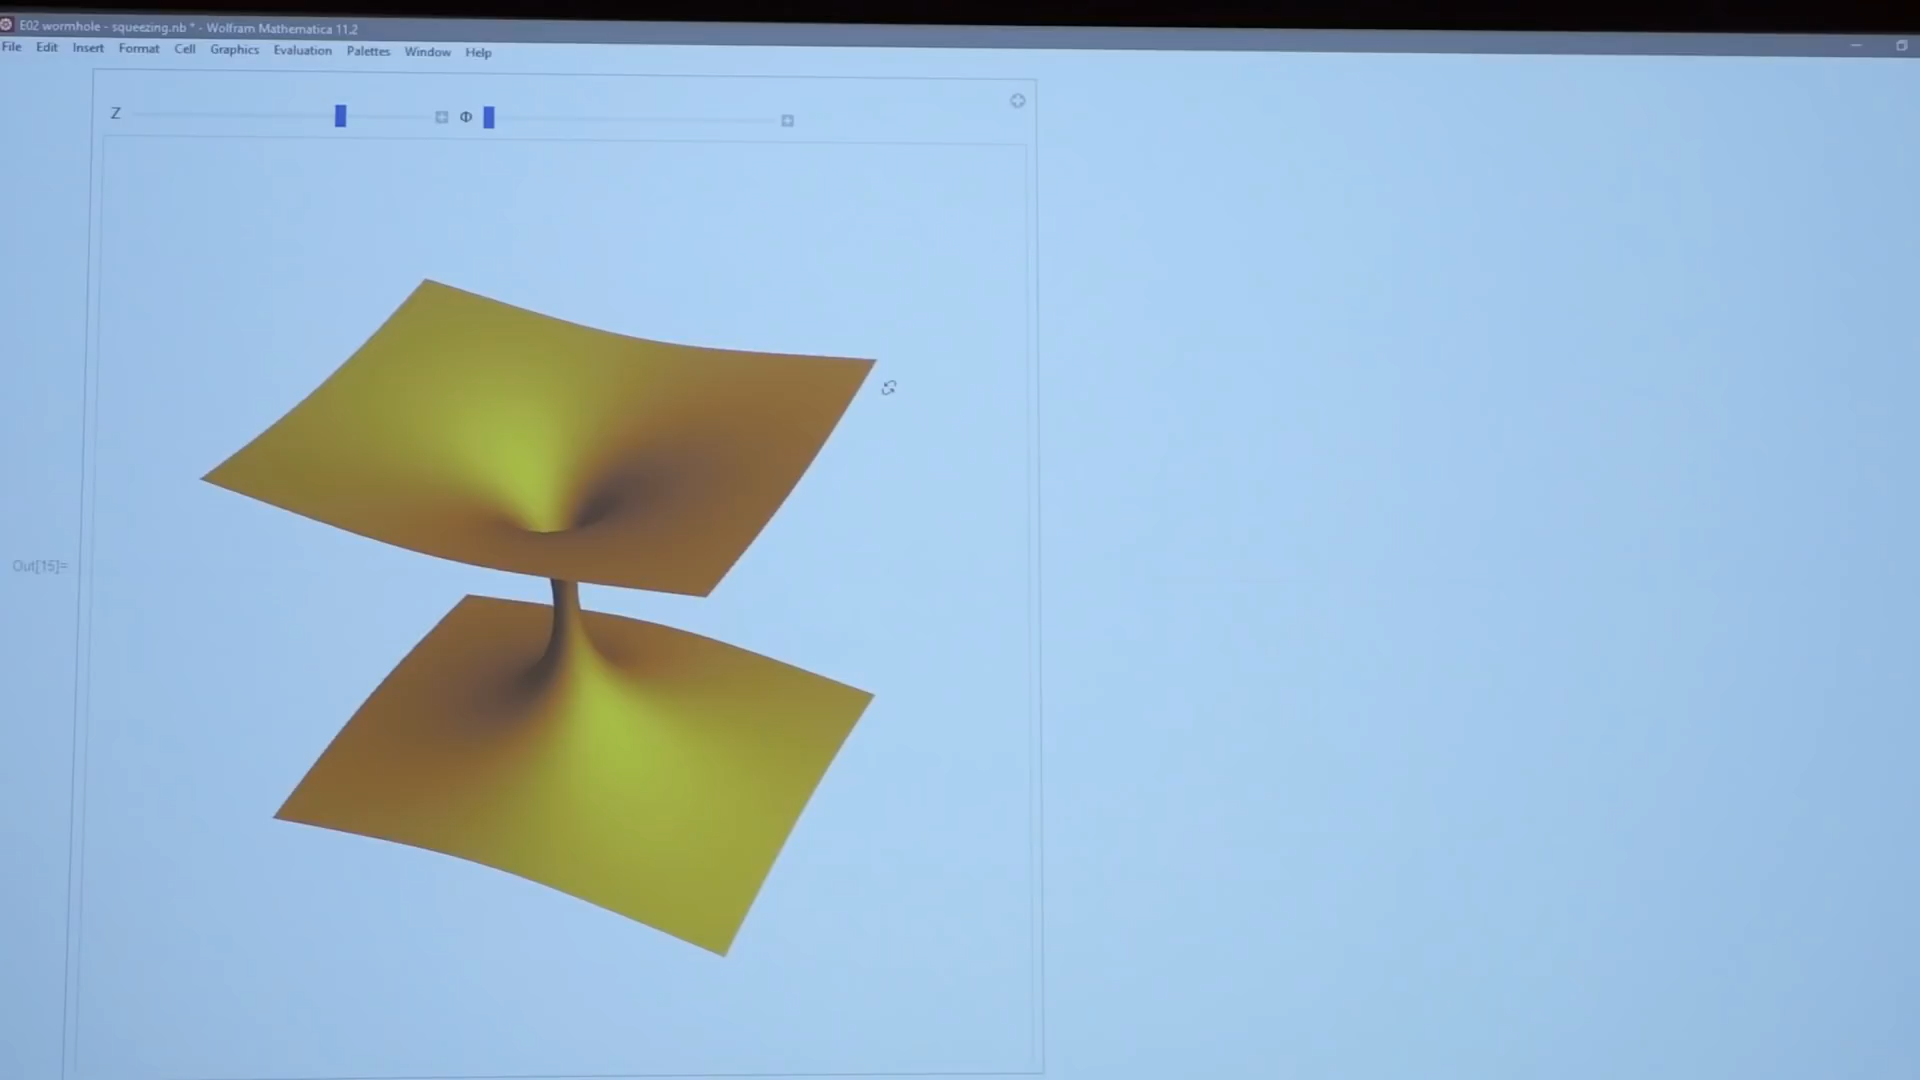 E02 wormhole - squeezing.nb * - Wolfram Mathematica 11.2
File Edit Insert Format Cell Graphics Evaluation Palettes Window Help
Z Φ
Out[15]=